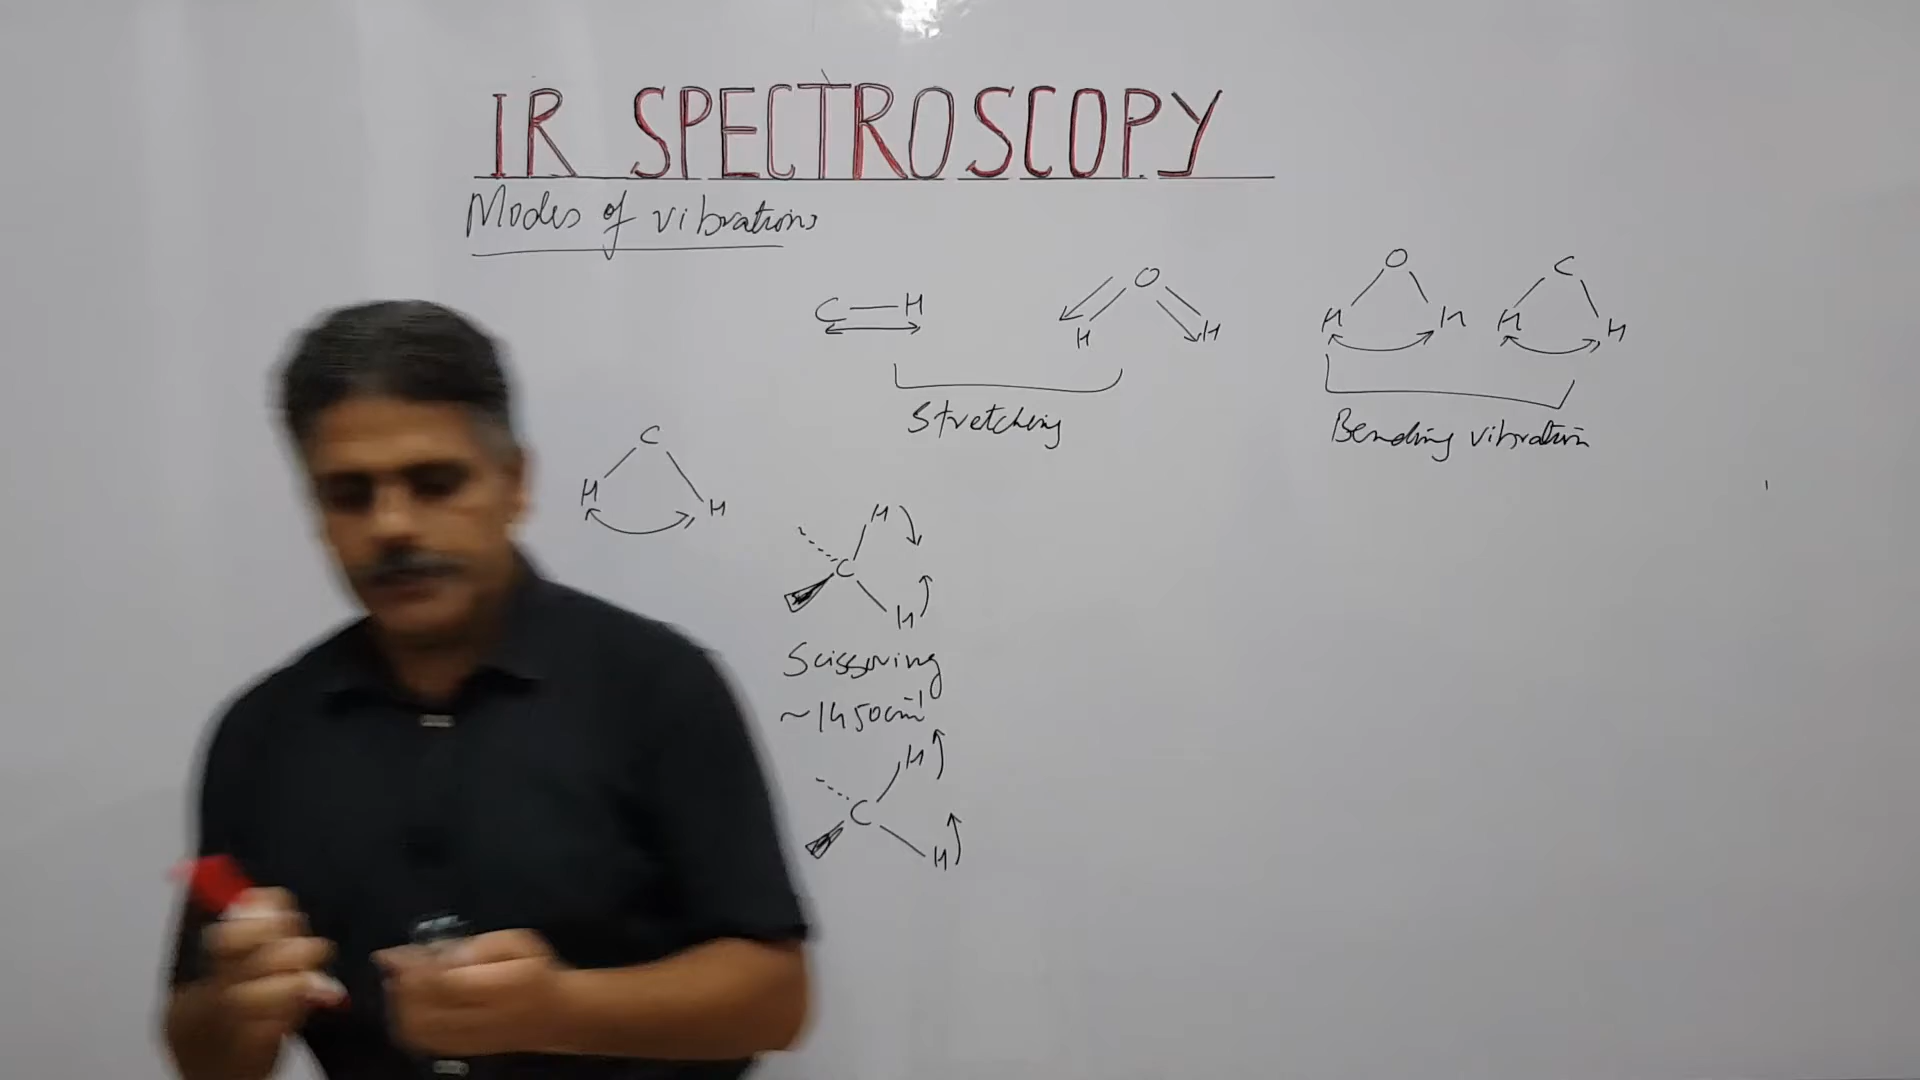 IR SPECTROSCOPY
Modes of vibrations
C H
O
H H
O
H H
C
H H
Stretching
Bending vibration
C
H H
H
C
H
Scissoring
~1450cm⁻¹
H
C
H